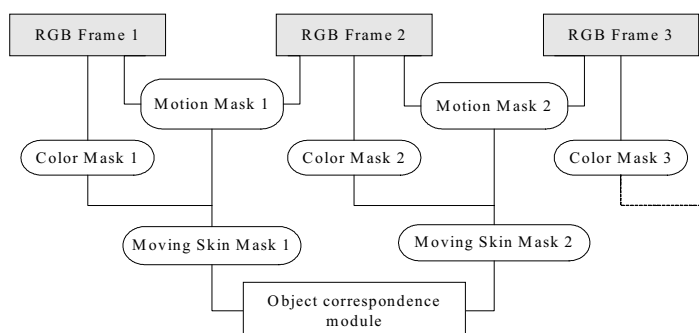 RGB Frame 1
RGB Frame 2
RGB Frame 3
Motion Mask 1
Motion Mask 2
Color Mask 1
Color Mask 2
Color Mask 3
Moving Skin Mask 1
Moving Skin Mask 2
Object correspondence
module